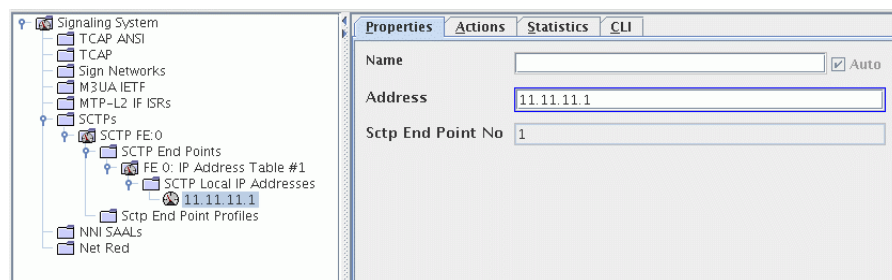 Signaling System
TCAP ANSI
TCAP
Sign Networks
M3UA IETF
MTP-L2 IF ISRs
SCTPs
SCTP FE:0
SCTP End Points
FE 0: IP Address Table #1
SCTP Local IP Addresses
11.11.11.1
Sctp End Point Profiles
NNI SAALs
Net Red
Properties Actions Statistics CLI
Name Auto
Address 11.11.11.1
Sctp End Point No 1